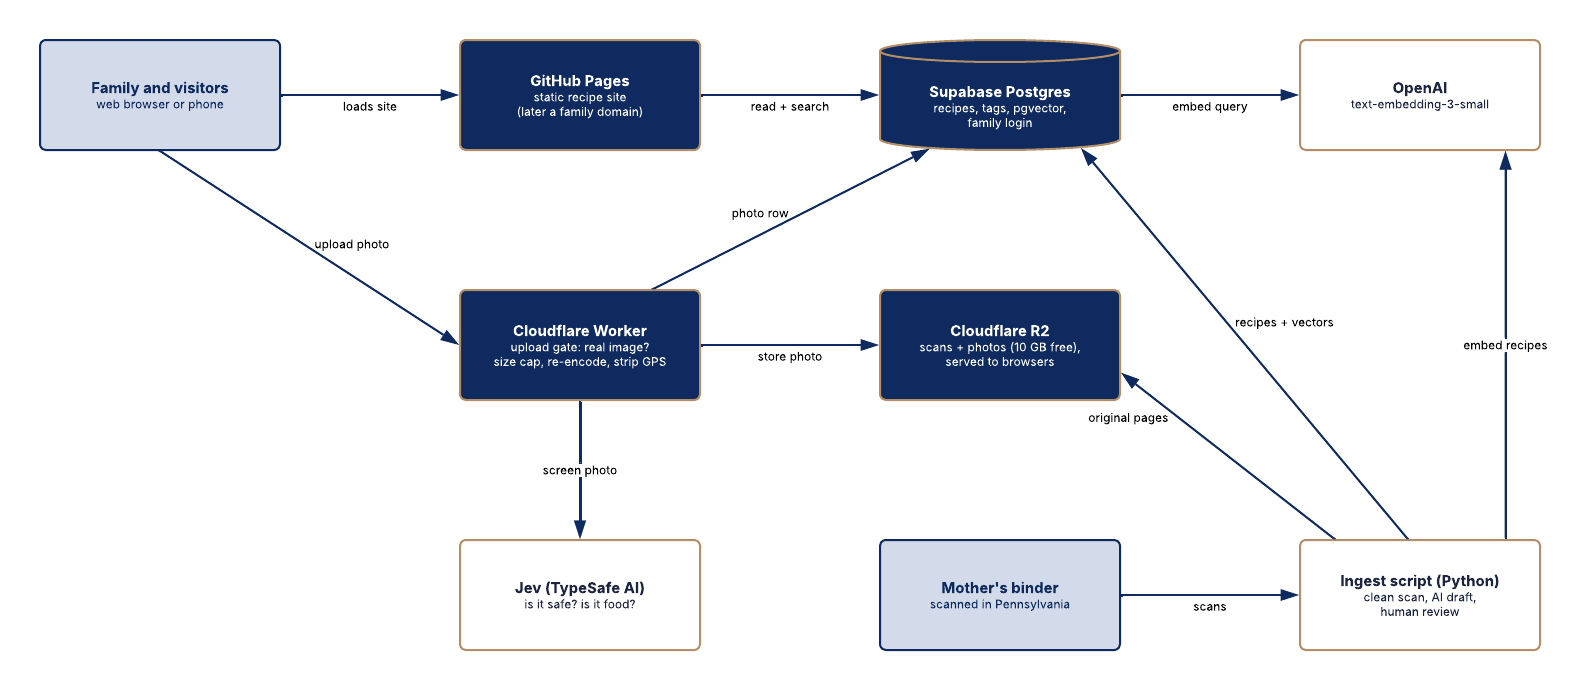 Family and visitors
web browser or phone
loads site
GitHub Pages
static recipe site
(later a family domain)
read + search
Supabase Postgres
recipes, tags, pgvector,
family login
embed query
OpenAI
text-embedding-3-small
upload photo
photo row
Cloudflare Worker
upload gate: real image?
size cap, re-encode, strip GPS
store photo
Cloudflare R2
scans + photos (10 GB free),
served to browsers
recipes + vectors
embed recipes
original pages
screen photo
Jev (TypeSafe AI)
is it safe? is it food?
Mother's binder
scanned in Pennsylvania
scans
Ingest script (Python)
clean scan, AI draft,
human review